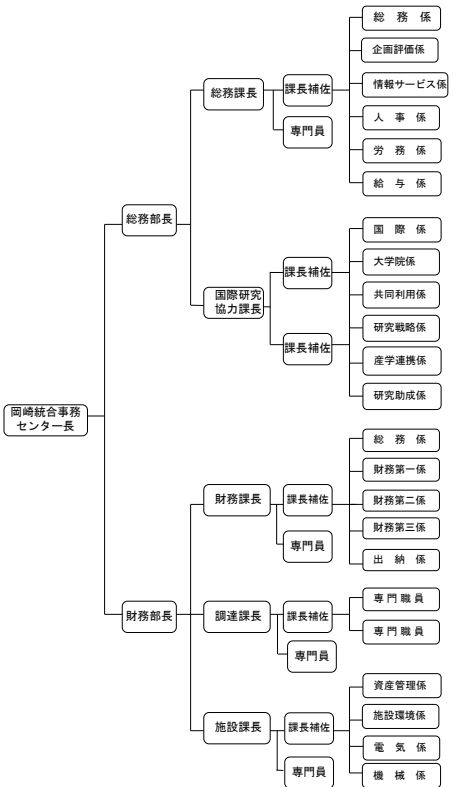 岡崎統合事務
センター長
総務部長
総務課長
課長補佐
専門員
総 務 係
企画評価係
情報サービス係
人 事 係
労 務 係
給 与 係
国際研究
協力課長
課長補佐
課長補佐
国 際 係
大学院係
共同利用係
研究戦略係
産学連携係
研究助成係
財務部長
財務課長
課長補佐
専門員
総 務 係
財務第一係
財務第二係
財務第三係
出 納 係
調達課長
課長補佐
専門員
専 門 職 員
専 門 職 員
施設課長
課長補佐
専門員
資産管理係
施設環境係
電 気 係
機 械 係